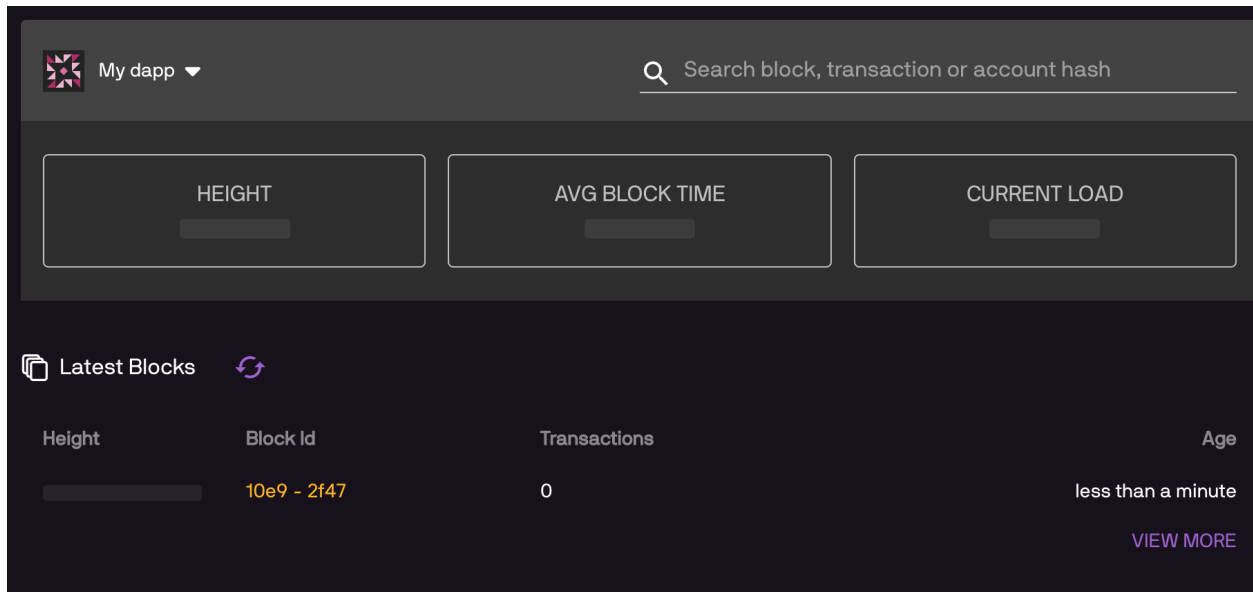 My dapp
Search block, transaction or account hash
HEIGHT
AVG BLOCK TIME
CURRENT LOAD
Latest Blocks
Height Block Id Transactions Age
10e9 - 2f47 0 less than a minute
VIEW MORE